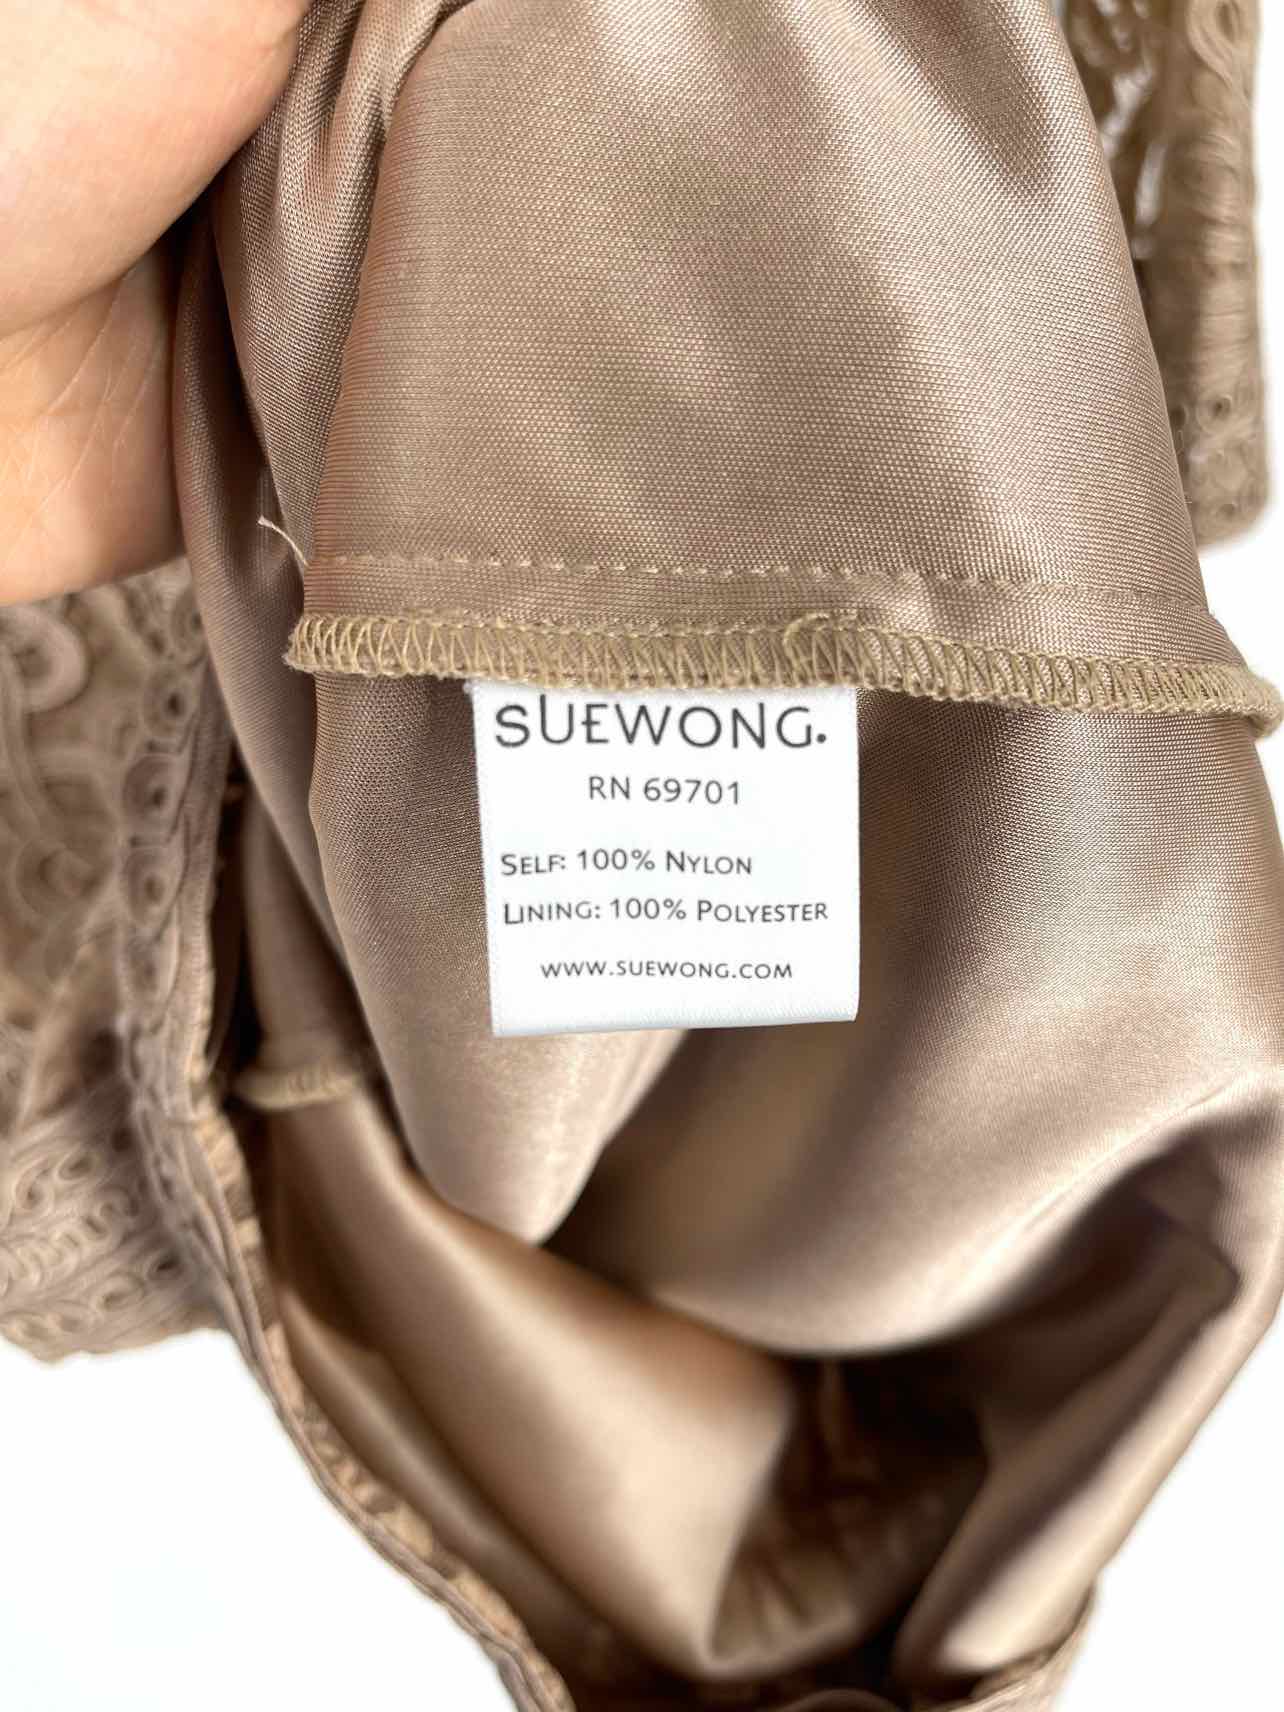 SUEWONG.
RN 69701
SELF: 100% NYLON
LINING: 100% POLYESTER
WWW.SUEWONG.COM